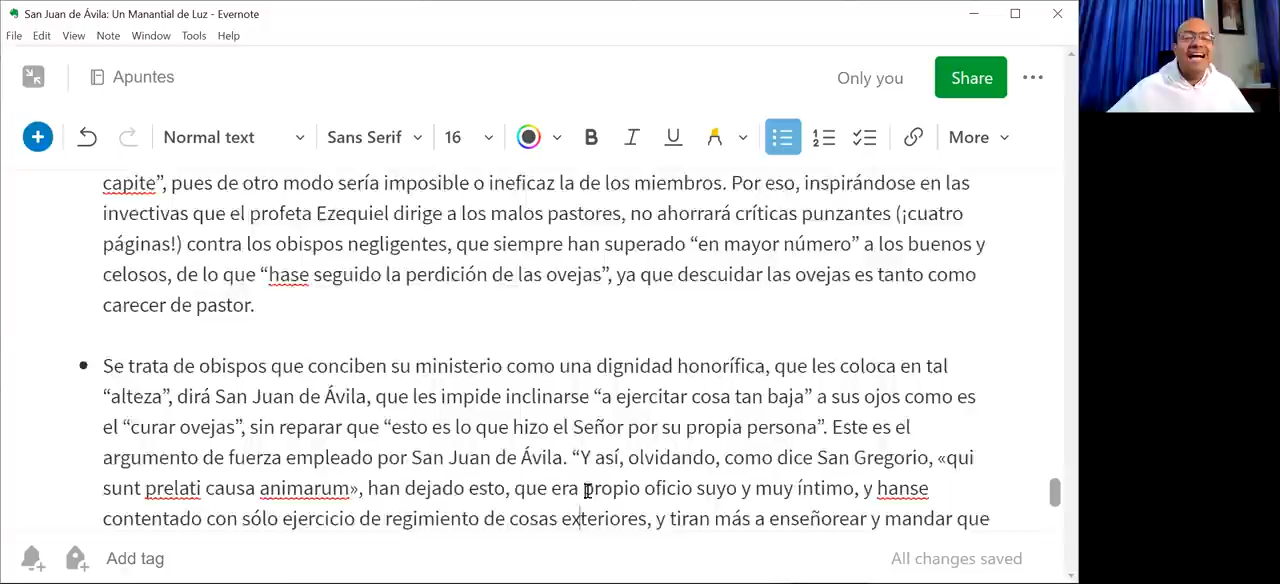 San Juan de Ávila: Un Manantial de Luz - Evernote
File Edit View Note Window Tools Help
Apuntes
Only you
Share
Normal text
Sans Serif
16
B I U
More
capite”, pues de otro modo sería imposible o ineficaz la de los miembros. Por eso, inspirándose en las
invectivas que el profeta Ezequiel dirige a los malos pastores, no ahorrará críticas punzantes (¡cuatro
páginas!) contra los obispos negligentes, que siempre han superado “en mayor número” a los buenos y
celosos, de lo que “hase seguido la perdición de las ovejas”, ya que descuidar las ovejas es tanto como
carecer de pastor.
Se trata de obispos que conciben su ministerio como una dignidad honorífica, que les coloca en tal
“alteza”, dirá San Juan de Ávila, que les impide inclinarse “a ejercitar cosa tan baja” a sus ojos como es
el “curar ovejas”, sin reparar que “esto es lo que hizo el Señor por su propia persona”. Este es el
argumento de fuerza empleado por San Juan de Ávila. “Y así, olvidando, como dice San Gregorio, «qui
sunt prelati causa animarum», han dejado esto, que era propio oficio suyo y muy íntimo, y hanse
contentado con sólo ejercicio de regimiento de cosas exteriores, y tiran más a enseñorear y mandar que
Add tag
All changes saved